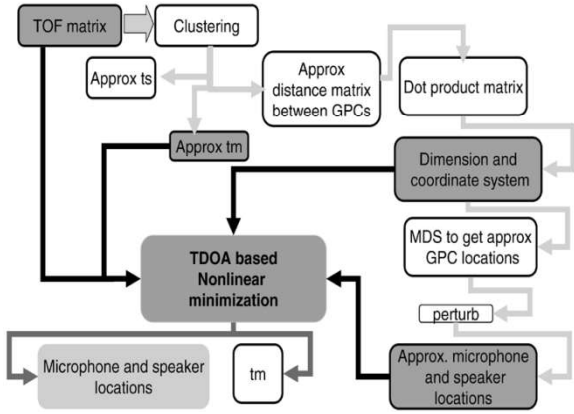 TOF matrix
Clustering
Approx ts
Approx
distance matrix
between GPCs
Dot product matrix
Approx tm
Dimension and
coordinate system
TDOA based
Nonlinear
minimization
MDS to get approx
GPC locations
perturb
Microphone and speaker
locations
tm
Approx. microphone
and speaker
locations